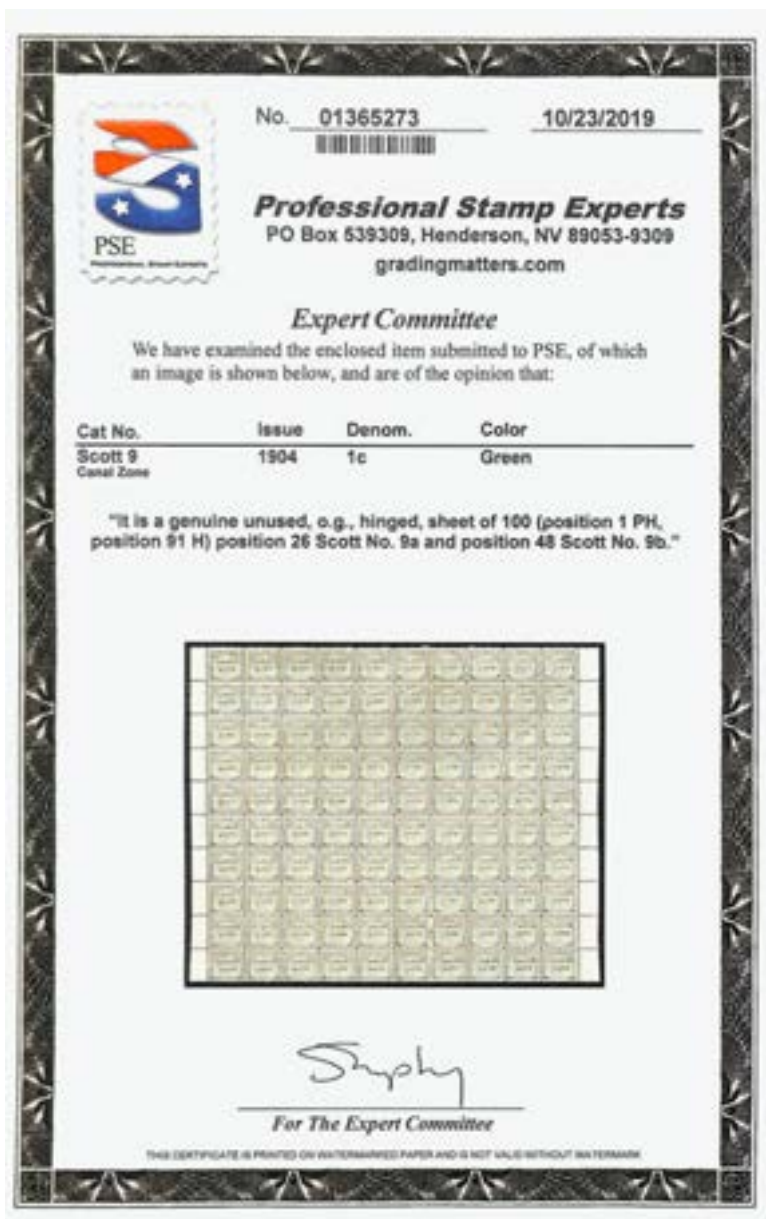 No. 01365273 10/23/2019
PSE
Professional Stamp Experts
PO Box 539309, Henderson, NV 89053-9309
gradingmatters.com
Expert Committee
We have examined the enclosed item submitted to PSE, of which
an image is shown below, and are of the opinion that:
Cat No. Issue Denom. Color
Scott 9 1904 1c Green
Canal Zone
"It is a genuine unused, o.g., hinged, sheet of 100 (position 1 PH,
position 91 H) position 26 Scott No. 9a and position 48 Scott No. 9b."
For The Expert Committee
THIS CERTIFICATE IS PRINTED ON WATERMARKED PAPER AND IS NOT VALID WITHOUT WATERMARK